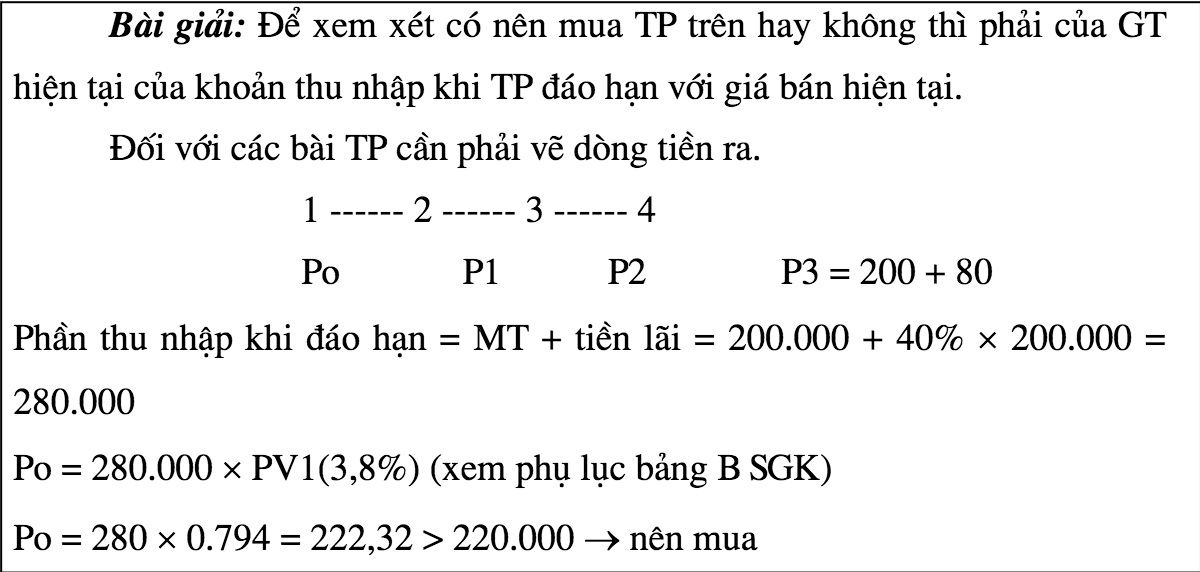 Bài giải: Để xem xét có nên mua TP trên hay không thì phải của GT
hiện tại của khoản thu nhập khi TP đáo hạn với giá bán hiện tại.
Đối với các bài TP cần phải vẽ dòng tiền ra.
1 ------ 2 ------ 3 ------ 4
Po P1 P2 P3 = 200 + 80
Phần thu nhập khi đáo hạn = MT + tiền lãi = 200.000 + 40% × 200.000 =
280.000
Po = 280.000 × PV1(3,8%) (xem phụ lục bảng B SGK)
Po = 280 × 0.794 = 222,32 > 220.000 → nên mua